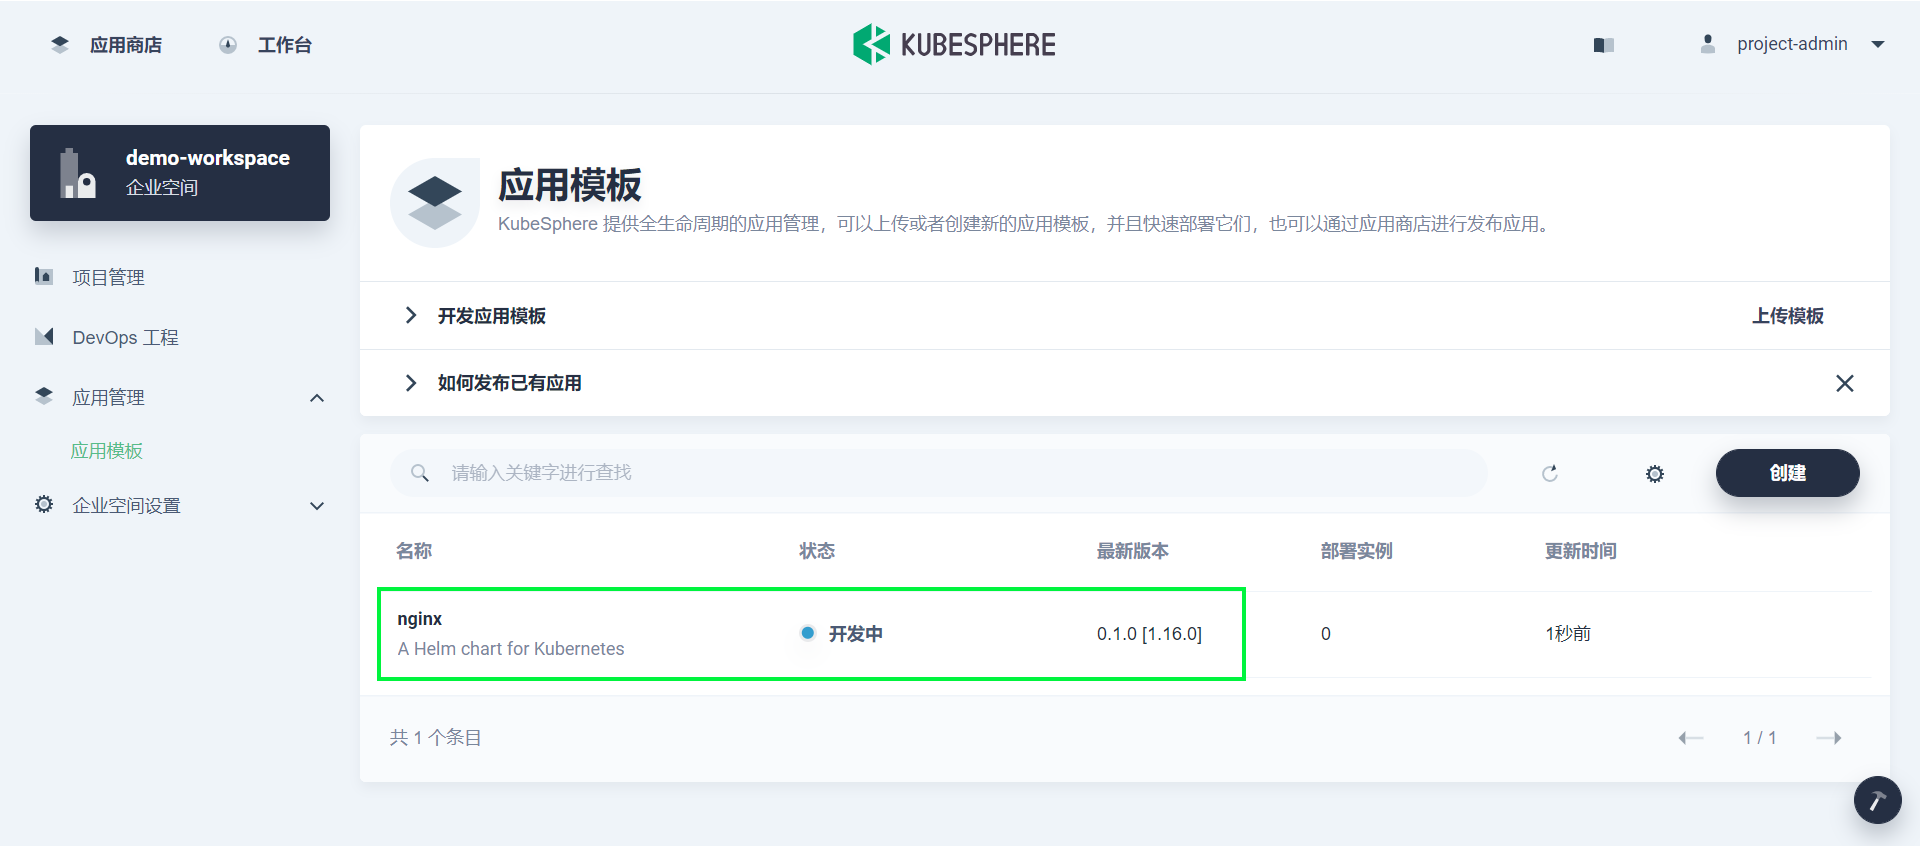 应用商店 工作台 KUBESPHERE project-admin
demo-workspace
企业空间
项目管理
DevOps 工程
应用管理
应用模板
企业空间设置
应用模板
KubeSphere 提供全生命周期的应用管理，可以上传或者创建新的应用模板，并且快速部署它们，也可以通过应用商店进行发布应用。
开发应用模板 上传模板
如何发布已有应用
请输入关键字进行查找 创建
名称 状态 最新版本 部署实例 更新时间
nginx
A Helm chart for Kubernetes
开发中 0.1.0 [1.16.0] 0 1秒前
共 1 个条目 1 / 1